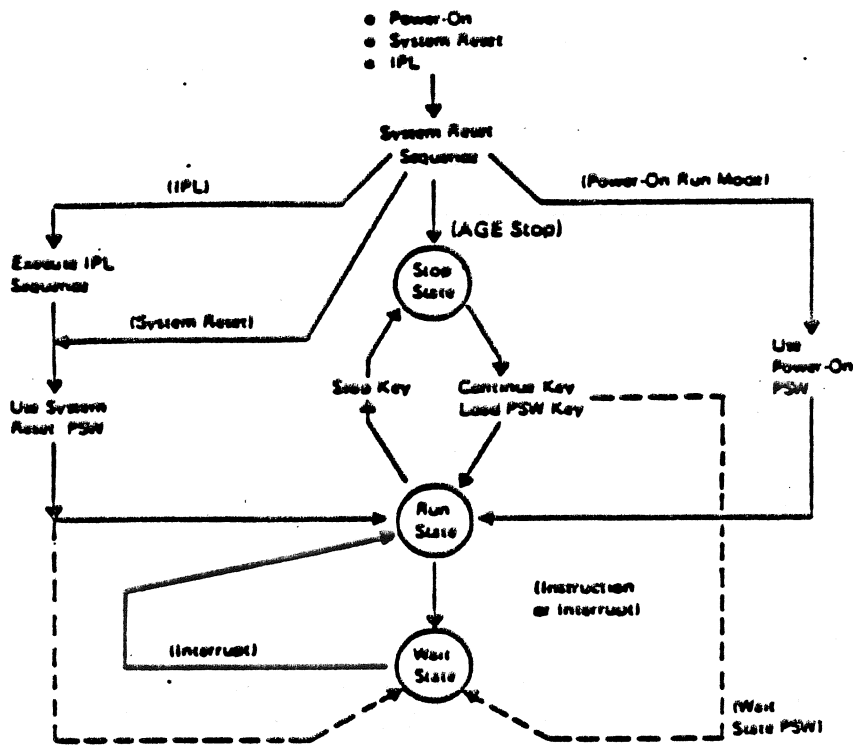 • Power-On
• System Reset
• IPL
System Reset
Sequence
(IPL)
(Power-On Run Mode)
(AGE Stop)
Execute IPL
Sequence
Stop
State
(System Reset)
Use
Power-On
PSW
Stop Key
Continue Key
Load PSW Key
Use System
Reset PSW
Run
State
(Instruction
or Interrupt)
(Interrupt)
Wait
State
(Wait
State PSW)